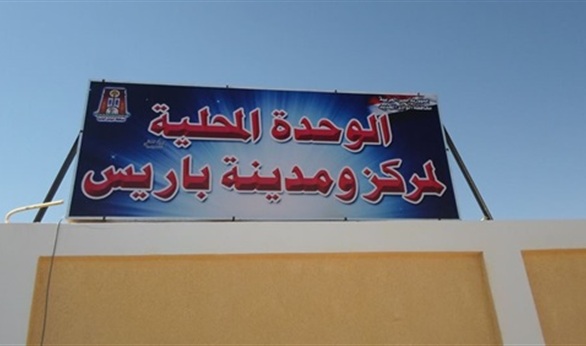 الوحدة المحلية
لمركز ومدينة باريس